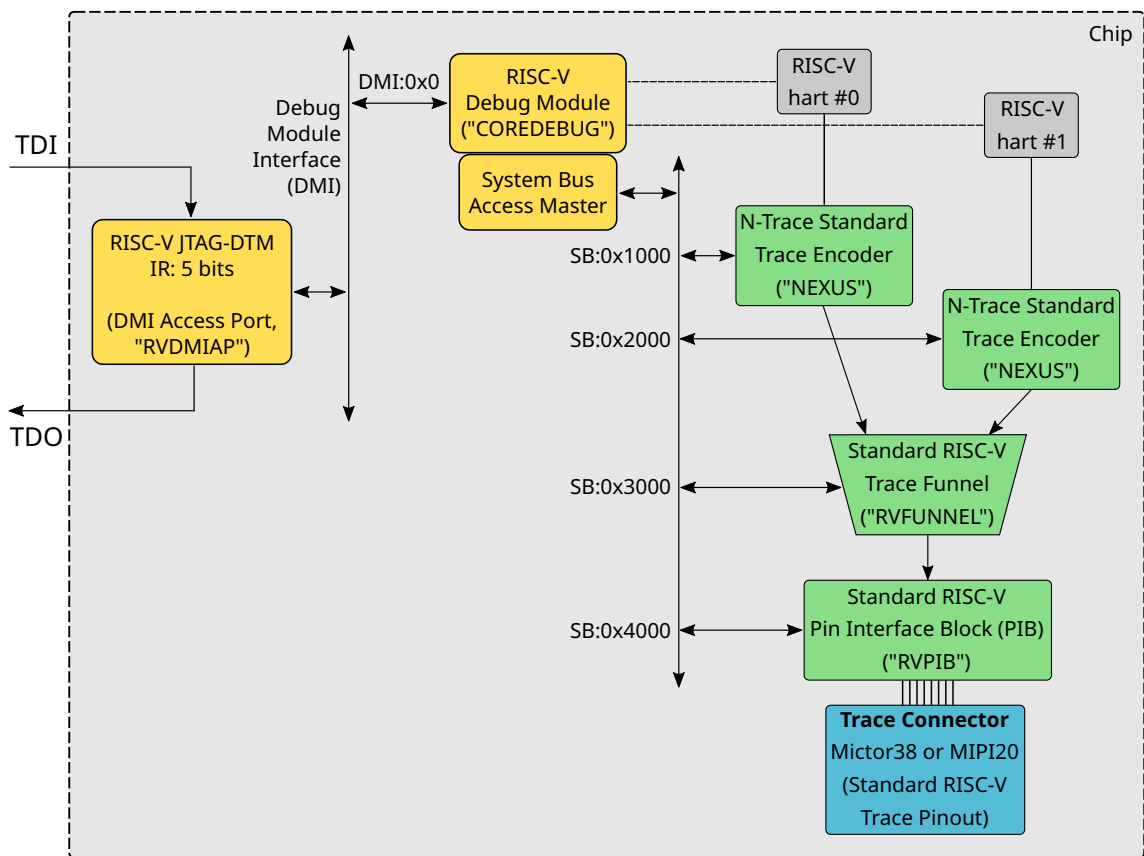 Chip
TDI
TDO
RISC-V JTAG-DTM
IR: 5 bits
(DMI Access Port,
"RVDMIAP")
Debug
Module
Interface
(DMI)
DMI:0x0
RISC-V
Debug Module
("COREDEBUG")
System Bus
Access Master
RISC-V
hart #0
RISC-V
hart #1
SB:0x1000
N-Trace Standard
Trace Encoder
("NEXUS")
SB:0x2000
N-Trace Standard
Trace Encoder
("NEXUS")
SB:0x3000
Standard RISC-V
Trace Funnel
("RVFUNNEL")
SB:0x4000
Standard RISC-V
Pin Interface Block (PIB)
("RVPIB")
Trace Connector
Mictor38 or MIPI20
(Standard RISC-V
Trace Pinout)